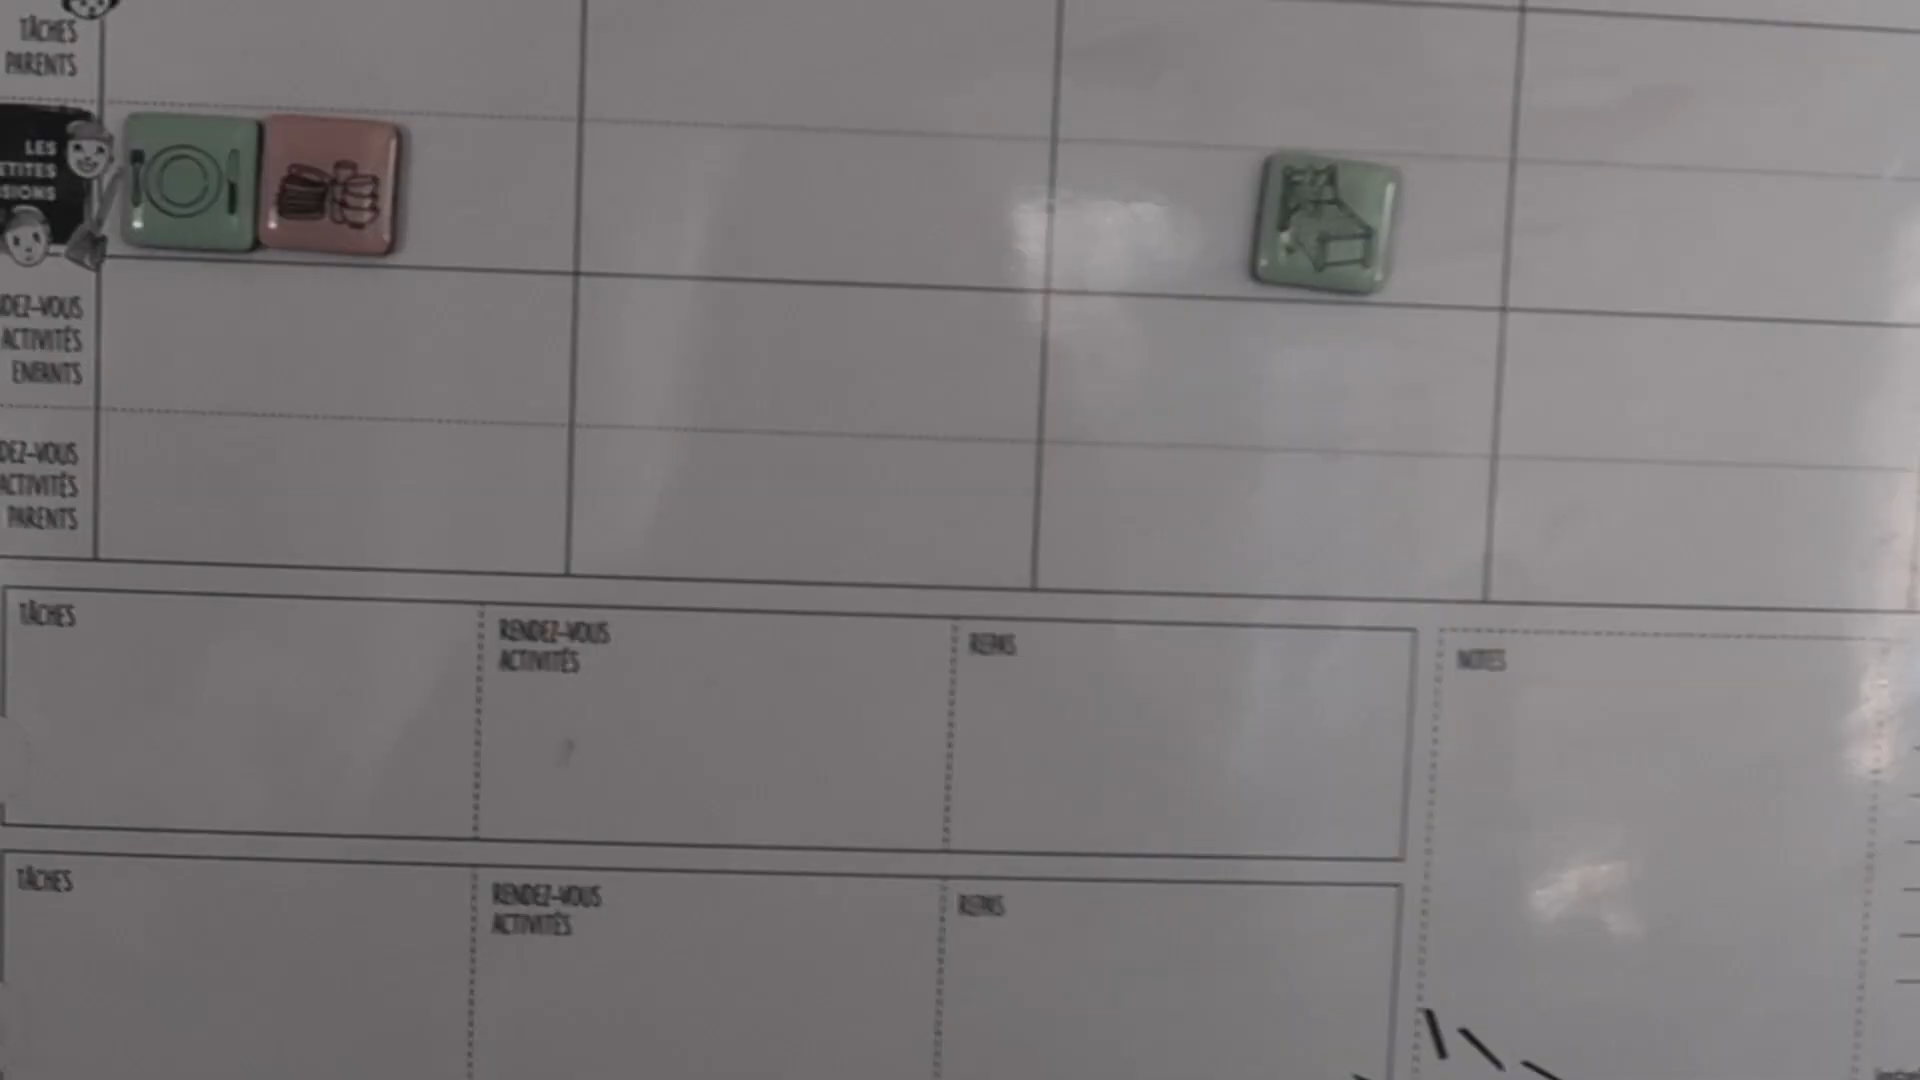 TÂCHES
PARENTS
LES
ETITES
SSIONS
DEZ-VOUS
ACTIVITÉS
ENFANTS
DEZ-VOUS
ACTIVITÉS
PARENTS
TÂCHES
RENDEZ-VOUS
ACTIVITÉS
REPAS
NOTES
TÂCHES
RENDEZ-VOUS
ACTIVITÉS
REPAS